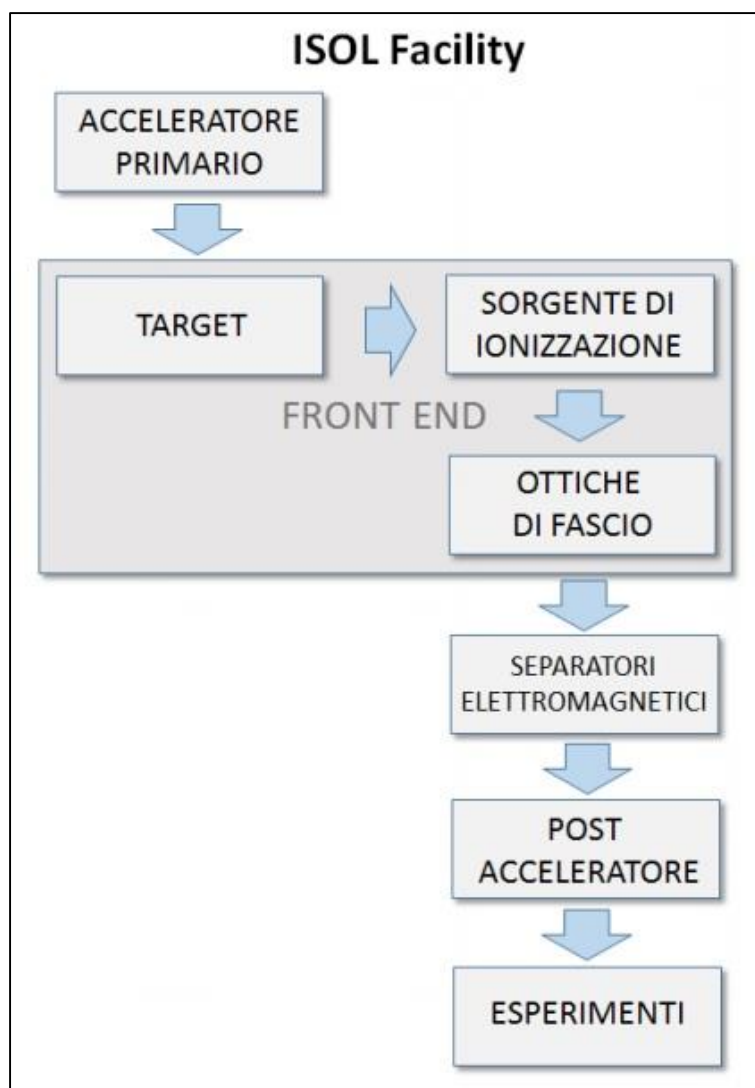 ISOL Facility
ACCELERATORE
PRIMARIO
TARGET
SORGENTE DI
IONIZZAZIONE
FRONT END
OTTICHE
DI FASCIO
SEPARATORI
ELETTROMAGNETICI
POST
ACCELERATORE
ESPERIMENTI